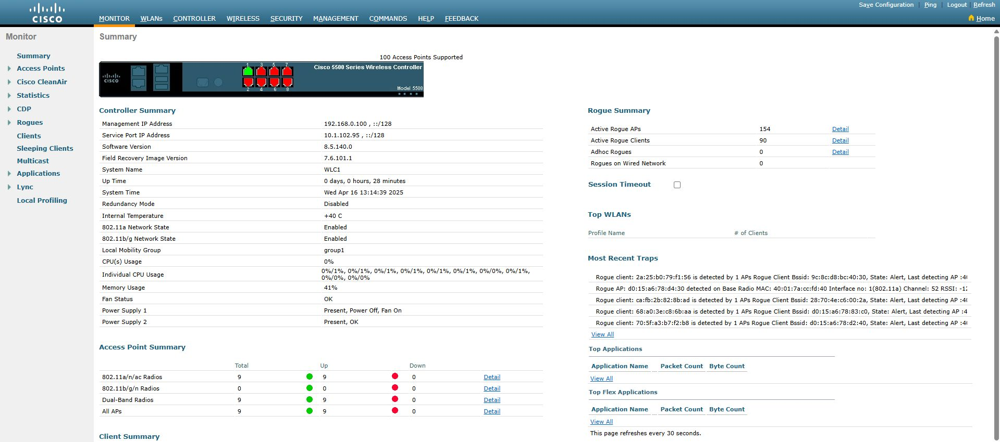 Save Configuration | Ping | Logout | Refresh
CISCO
MONITOR WLANs CONTROLLER WIRELESS SECURITY MANAGEMENT COMMANDS HELP FEEDBACK
Home
Monitor
Summary
Access Points
Cisco CleanAir
Statistics
CDP
Rogues
Clients
Sleeping Clients
Multicast
Applications
Lync
Local Profiling
Summary
100 Access Points Supported
1 3 5 7
Cisco 5500 Series Wireless Controller
CISCO
Model 5508
2 4 6 8
Controller Summary
Management IP Address 192.168.0.100 , ::/128
Service Port IP Address 10.1.102.95 , ::/128
Software Version 8.5.140.0
Field Recovery Image Version 7.6.101.1
System Name WLC1
Up Time 0 days, 0 hours, 28 minutes
System Time Wed Apr 16 13:14:39 2025
Redundancy Mode Disabled
Internal Temperature +40 C
802.11a Network State Enabled
802.11b/g Network State Enabled
Local Mobility Group group1
CPU(s) Usage 0%
Individual CPU Usage 0%/1%, 0%/1%, 0%/1%, 0%/1%, 0%/1%, 0%/1%, 0%/0%, 0%/1%,
0%/0%, 0%/0%
Memory Usage 41%
Fan Status OK
Power Supply 1 Present, Power Off, Fan On
Power Supply 2 Present, OK
Access Point Summary
Total Up Down
802.11a/n/ac Radios 9 9 0 Detail
802.11b/g/n Radios 0 0 0 Detail
Dual-Band Radios 9 9 0 Detail
All APs 9 9 0 Detail
Client Summary
Rogue Summary
Active Rogue APs 154 Detail
Active Rogue Clients 90 Detail
Adhoc Rogues 0 Detail
Rogues on Wired Network 0
Session Timeout
Top WLANs
Profile Name # of Clients
Most Recent Traps
Rogue client: 2a:25:b0:79:f1:56 is detected by 1 APs Rogue Client Bssid: 9c:8c:d8:bc:40:30, State: Alert, Last detecting AP :40
Rogue AP: d0:15:a6:78:d4:30 detected on Base Radio MAC: 40:01:7a:cc:fd:40 Interface no: 1(802.11a) Channel: 52 RSSI: -12
Rogue client: ca:fb:2b:82:8b:ad is detected by 1 APs Rogue Client Bssid: 28:70:4e:c6:00:2a, State: Alert, Last detecting AP :40
Rogue client: 68:a0:3e:c8:6b:aa is detected by 1 APs Rogue Client Bssid: d0:15:a6:78:83:c0, State: Alert, Last detecting AP :4
Rogue client: 70:5f:a3:b7:f2:b8 is detected by 1 APs Rogue Client Bssid: d0:15:a6:78:d2:40, State: Alert, Last detecting AP :40
View All
Top Applications
Application Name Packet Count Byte Count
View All
Top Flex Applications
Application Name Packet Count Byte Count
View All
This page refreshes every 30 seconds.